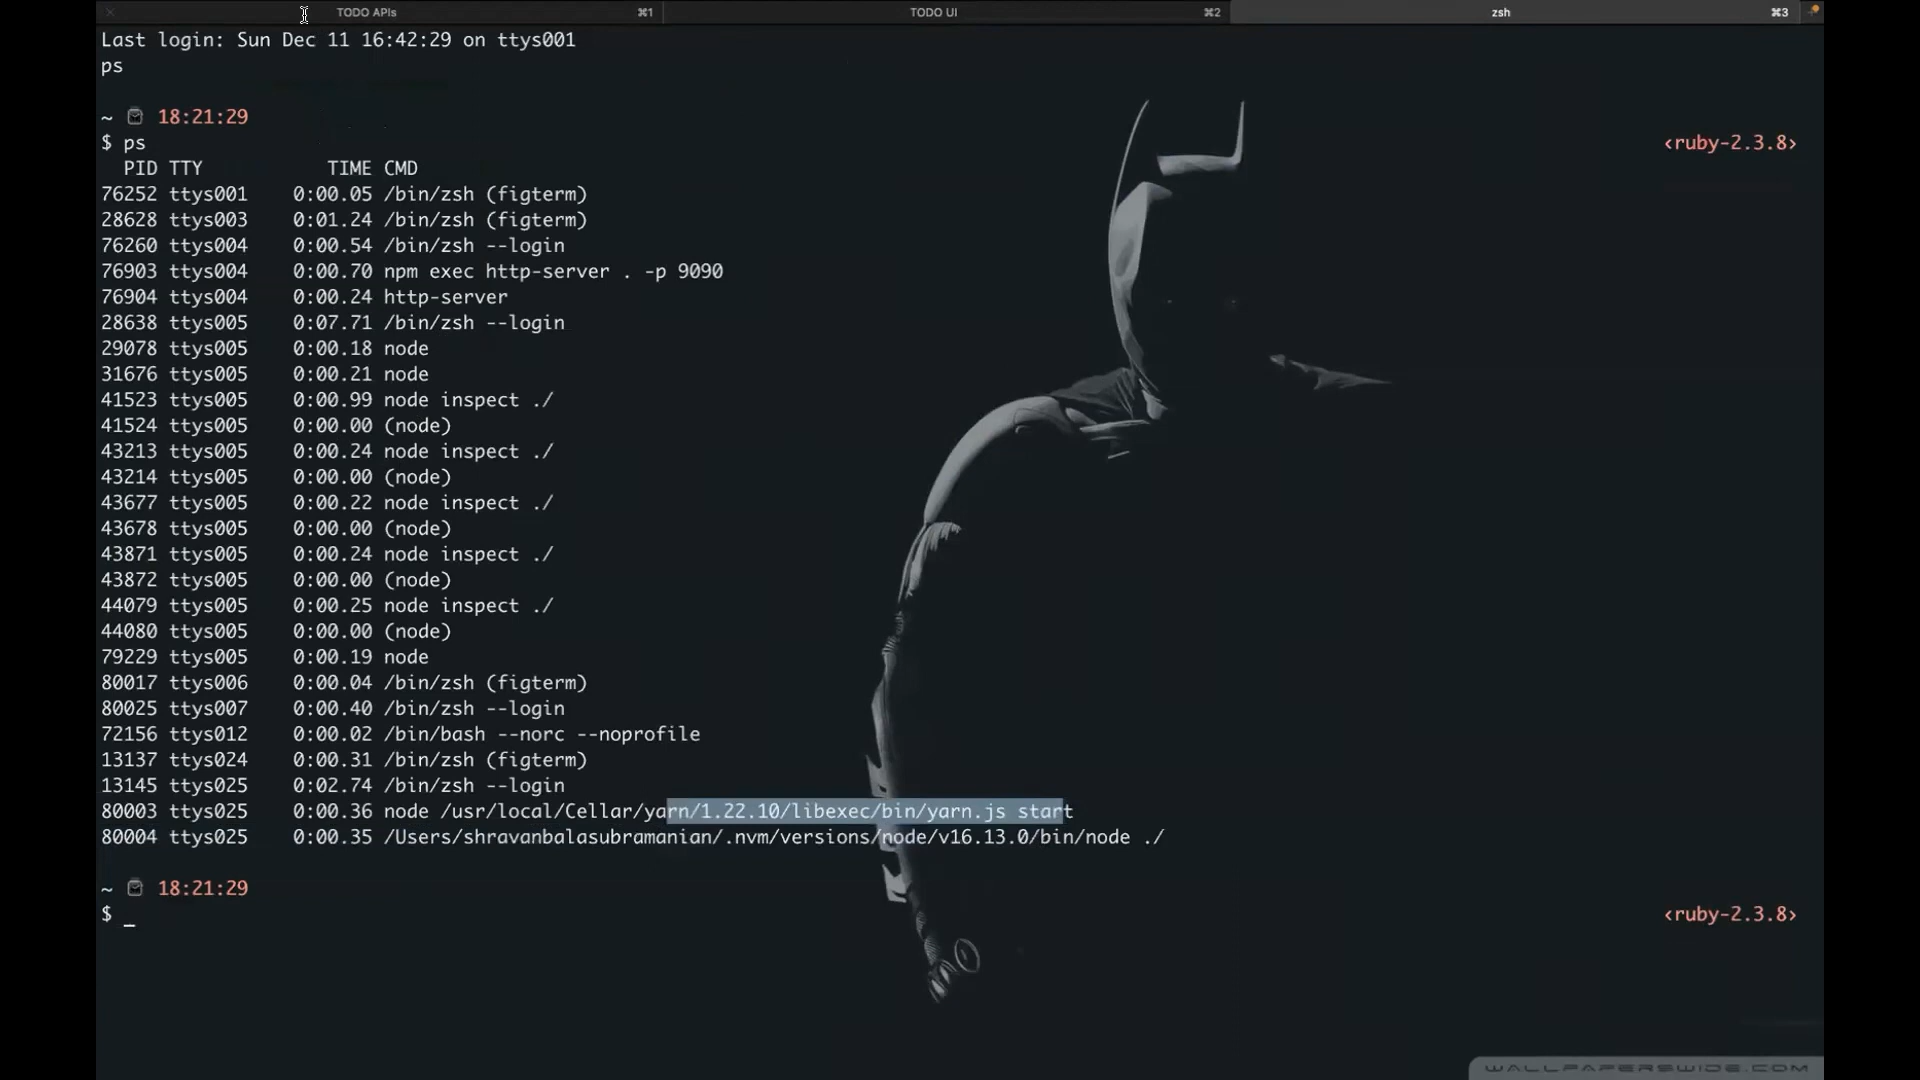 TODO APIs ⌘1 TODO UI ⌘2 zsh ⌘3
Last login: Sun Dec 11 16:42:29 on ttys001
ps
~ 18:21:29
$ ps <ruby-2.3.8>
PID TTY TIME CMD
76252 ttys001 0:00.05 /bin/zsh (figterm)
28628 ttys003 0:01.24 /bin/zsh (figterm)
76260 ttys004 0:00.54 /bin/zsh --login
76903 ttys004 0:00.70 npm exec http-server . -p 9090
76904 ttys004 0:00.24 http-server
28638 ttys005 0:07.71 /bin/zsh --login
29078 ttys005 0:00.18 node
31676 ttys005 0:00.21 node
41523 ttys005 0:00.99 node inspect ./
41524 ttys005 0:00.00 (node)
43213 ttys005 0:00.24 node inspect ./
43214 ttys005 0:00.00 (node)
43677 ttys005 0:00.22 node inspect ./
43678 ttys005 0:00.00 (node)
43871 ttys005 0:00.24 node inspect ./
43872 ttys005 0:00.00 (node)
44079 ttys005 0:00.25 node inspect ./
44080 ttys005 0:00.00 (node)
79229 ttys005 0:00.19 node
80017 ttys006 0:00.04 /bin/zsh (figterm)
80025 ttys007 0:00.40 /bin/zsh --login
72156 ttys012 0:00.02 /bin/bash --norc --noprofile
13137 ttys024 0:00.31 /bin/zsh (figterm)
13145 ttys025 0:02.74 /bin/zsh --login
80003 ttys025 0:00.36 node /usr/local/Cellar/yarn/1.22.10/libexec/bin/yarn.js start
80004 ttys025 0:00.35 /Users/shravanbalasubramanian/.nvm/versions/node/v16.13.0/bin/node ./
~ 18:21:29
$ _ <ruby-2.3.8>
WALLPAPERSWIDE.COM